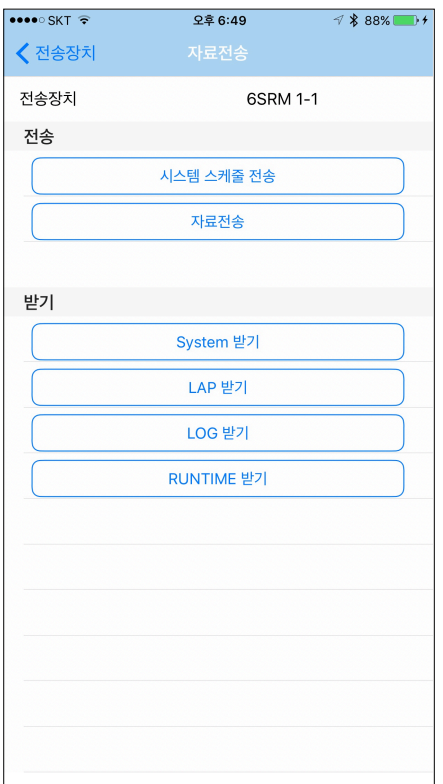 SKT 오후 6:49 88%
전송장치 자료전송
전송장치 6SRM 1-1
전송
시스템 스케줄 전송
자료전송
받기
System 받기
LAP 받기
LOG 받기
RUNTIME 받기